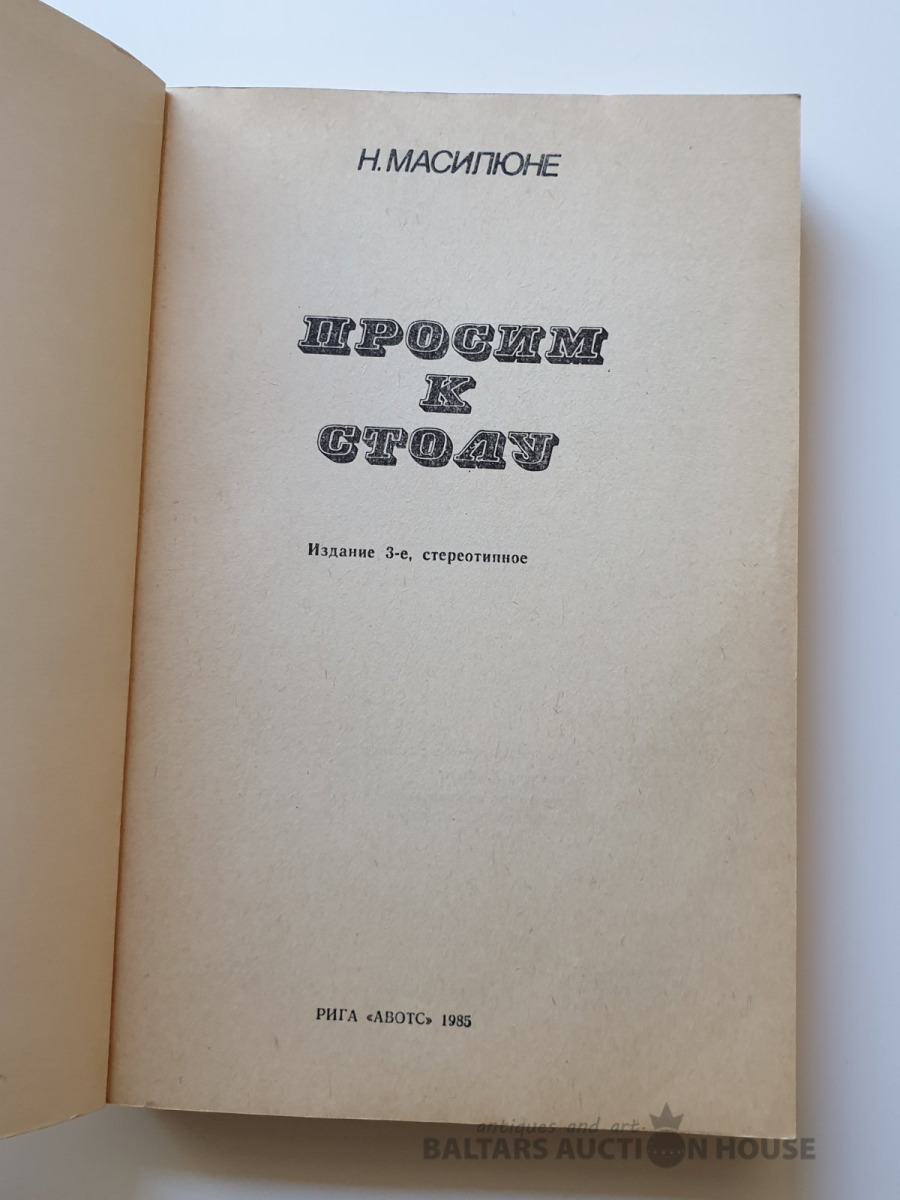 Н. МАСИЛЮНЕ
ПРОСИМ
К
СТОЛУ
Издание 3-е, стереотипное
РИГА «АВОТС» 1985
antiques and art
BALTARS AUCTION HOUSE